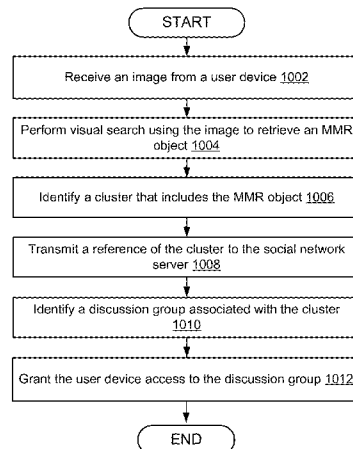 START
Receive an image from a user device 1002
Perform visual search using the image to retrieve an MMR
object 1004
Identify a cluster that includes the MMR object 1006
Transmit a reference of the cluster to the social network
server 1008
Identify a discussion group associated with the cluster
1010
Grant the user device access to the discussion group 1012
END